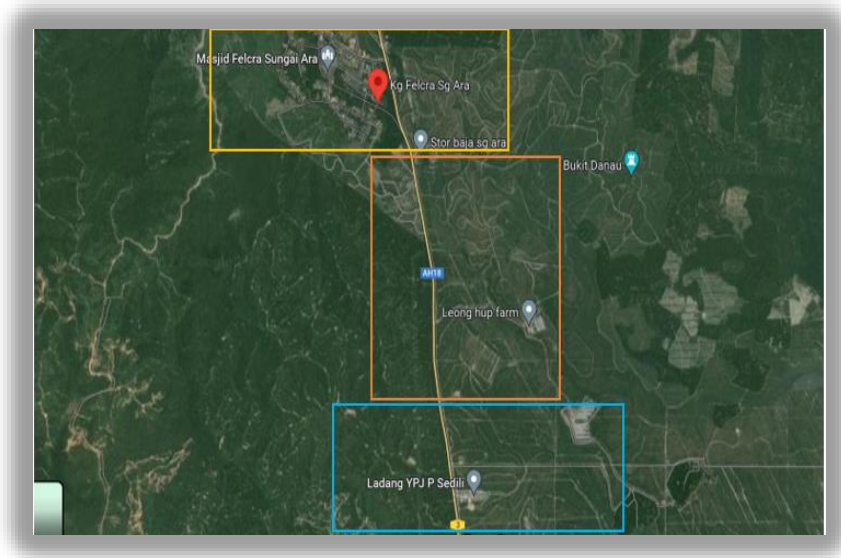 Masjid Felcra Sungai Ara
Kg Felcra Sg Ara
Stor baja sg ara
Bukit Danau
AH18
Leong hup farm
Ladang YPJ P Sedili
3